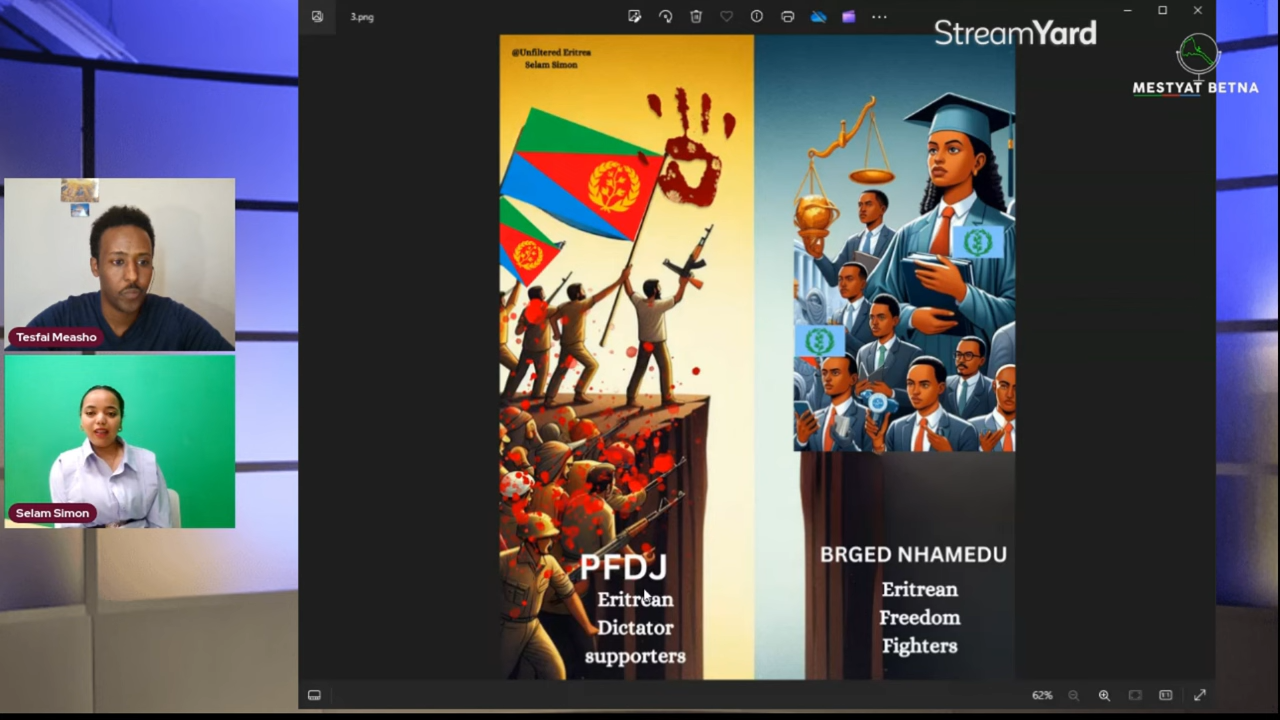 3.png
StreamYard
MESTYAT BETNA
@Unfiltered Eritrea
Selam Simon
Tesfal Measho
Selam Simon
PFDJ
Eritrean
Dictator
supporters
BRGED NHAMEDU
Eritrean
Freedom
Fighters
62%